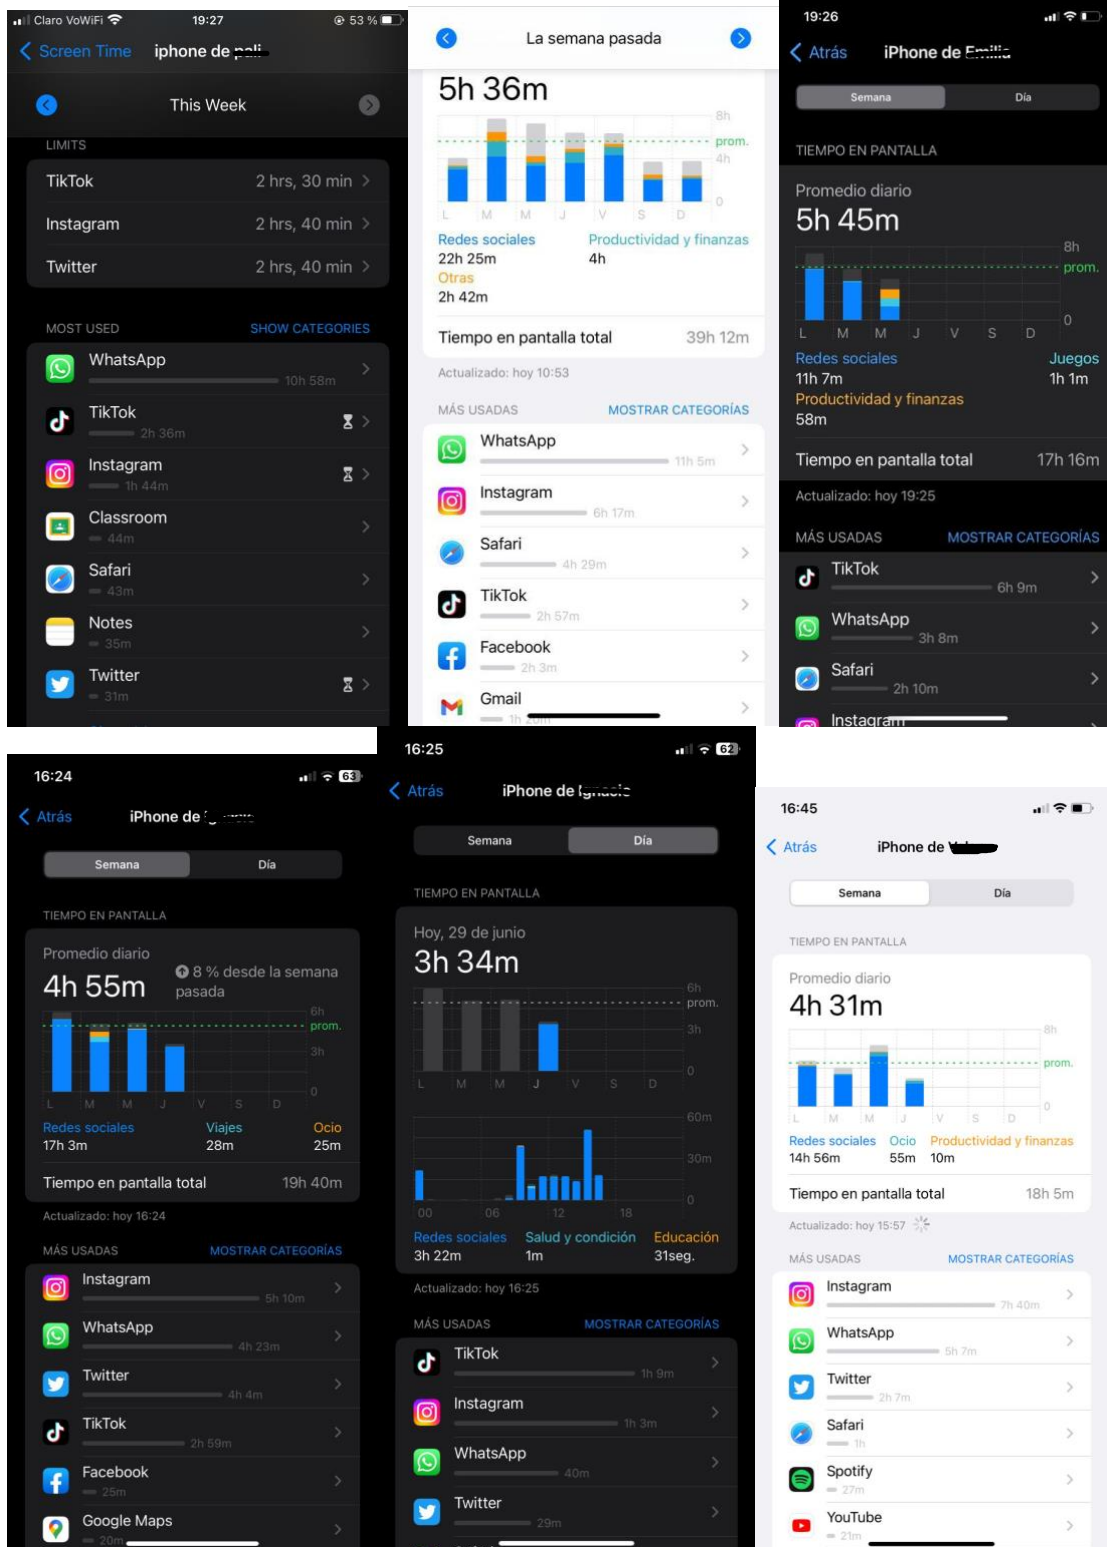 Claro VoWiFi 19:27 53 %
Screen Time iphone de pali
This Week
LIMITS
TikTok 2 hrs, 30 min
Instagram 2 hrs, 40 min
Twitter 2 hrs, 40 min
MOST USED SHOW CATEGORIES
WhatsApp
10h 58m
TikTok
2h 36m
Instagram
1h 44m
Classroom
44m
Safari
43m
Notes
35m
Twitter
31m
La semana pasada
5h 36m
8h
prom.
4h
0
L M M J V S D
Redes sociales Productividad y finanzas
22h 25m 4h
Otras
2h 42m
Tiempo en pantalla total 39h 12m
Actualizado: hoy 10:53
MÁS USADAS MOSTRAR CATEGORÍAS
WhatsApp
11h 5m
Instagram
6h 17m
Safari
4h 29m
TikTok
2h 57m
Facebook
2h 3m
Gmail
19:26
Atrás iPhone de Emilia
Semana Día
TIEMPO EN PANTALLA
Promedio diario
5h 45m
8h
prom.
0
L M M J V S D
Redes sociales Juegos
11h 7m 1h 1m
Productividad y finanzas
58m
Tiempo en pantalla total 17h 16m
Actualizado: hoy 19:25
MÁS USADAS MOSTRAR CATEGORÍAS
TikTok
6h 9m
WhatsApp
3h 8m
Safari
2h 10m
Instagram
16:24 63
Atrás iPhone de
Semana Día
TIEMPO EN PANTALLA
Promedio diario
4h 55m 8 % desde la semana
pasada
6h
prom.
3h
0
L M M J V S D
Redes sociales Viajes Ocio
17h 3m 28m 25m
Tiempo en pantalla total 19h 40m
Actualizado: hoy 16:24
MÁS USADAS MOSTRAR CATEGORÍAS
Instagram
5h 10m
WhatsApp
4h 23m
Twitter
4h 4m
TikTok
2h 59m
Facebook
25m
Google Maps
20m
16:25 62
Atrás iPhone de Ignacio
Semana Día
TIEMPO EN PANTALLA
Hoy, 29 de junio
3h 34m
6h
prom.
3h
0
L M M J V S D
60m
30m
0
00 06 12 18
Redes sociales Salud y condición Educación
3h 22m 1m 31seg.
Actualizado: hoy 16:25
MÁS USADAS MOSTRAR CATEGORÍAS
TikTok
1h 9m
Instagram
1h 3m
WhatsApp
40m
Twitter
29m
16:45
Atrás iPhone de
Semana Día
TIEMPO EN PANTALLA
Promedio diario
4h 31m
8h
prom.
0
L M M J V S D
Redes sociales Ocio Productividad y finanzas
14h 56m 55m 10m
Tiempo en pantalla total 18h 5m
Actualizado: hoy 15:57
MÁS USADAS MOSTRAR CATEGORÍAS
Instagram
7h 40m
WhatsApp
5h 7m
Twitter
2h 7m
Safari
1h
Spotify
27m
YouTube
21m